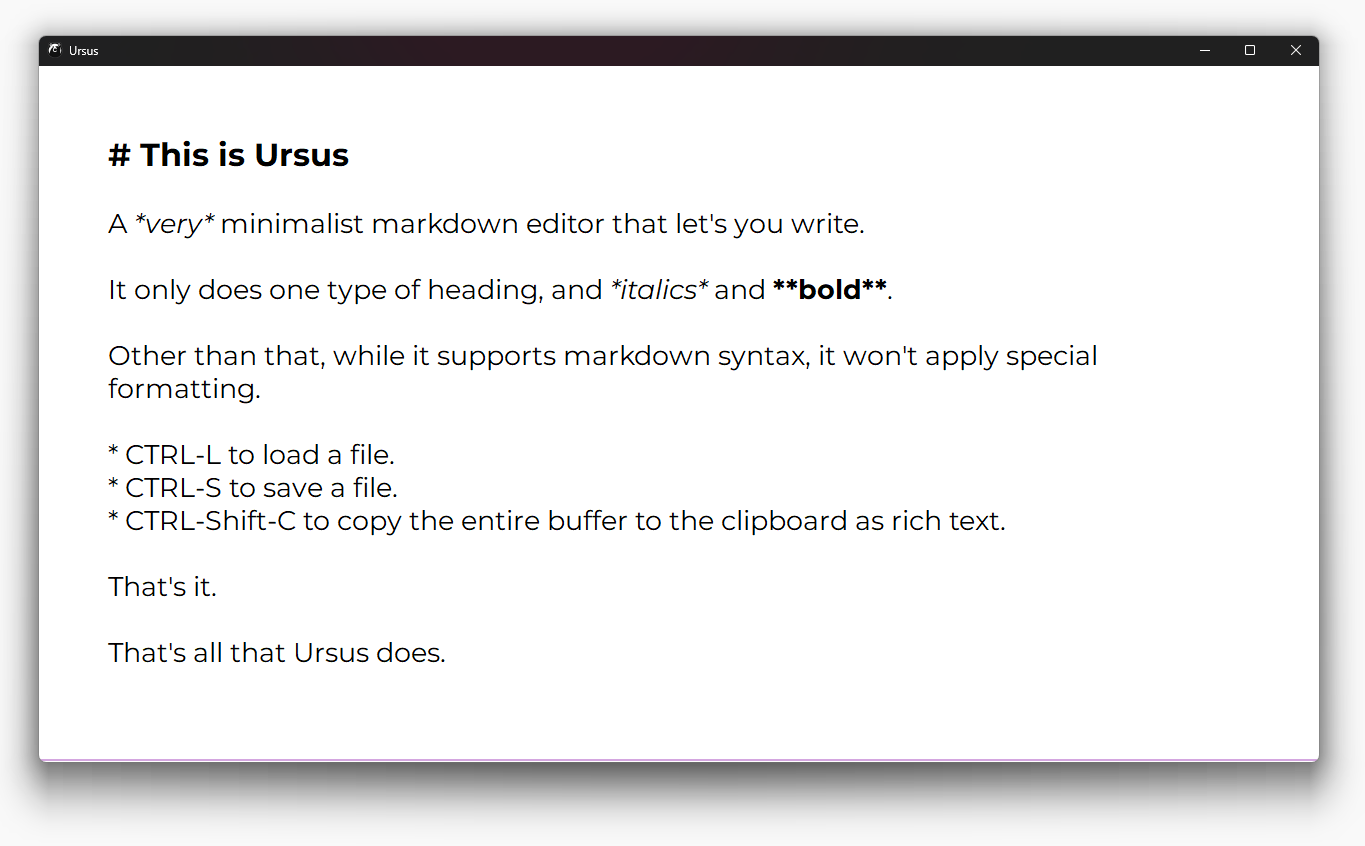 Ursus
# This is Ursus
A *very* minimalist markdown editor that let's you write.
It only does one type of heading, and *italics* and **bold**.
Other than that, while it supports markdown syntax, it won't apply special
formatting.
* CTRL-L to load a file.
* CTRL-S to save a file.
* CTRL-Shift-C to copy the entire buffer to the clipboard as rich text.
That's it.
That's all that Ursus does.